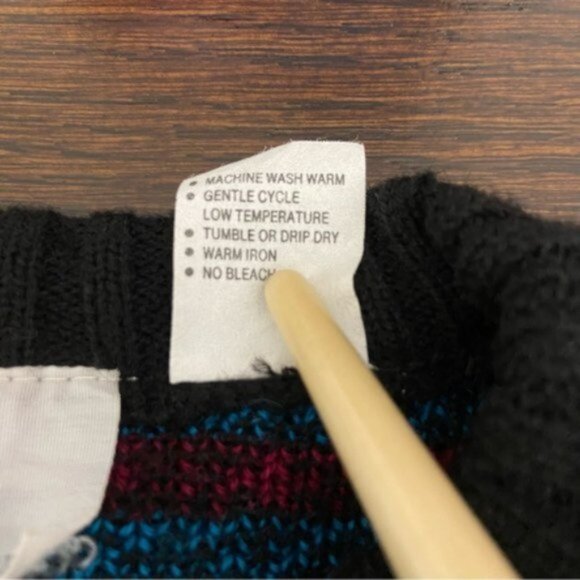 • MACHINE WASH WARM
• GENTLE CYCLE
LOW TEMPERATURE
• TUMBLE OR DRIP DRY
• WARM IRON
• NO BLEACH